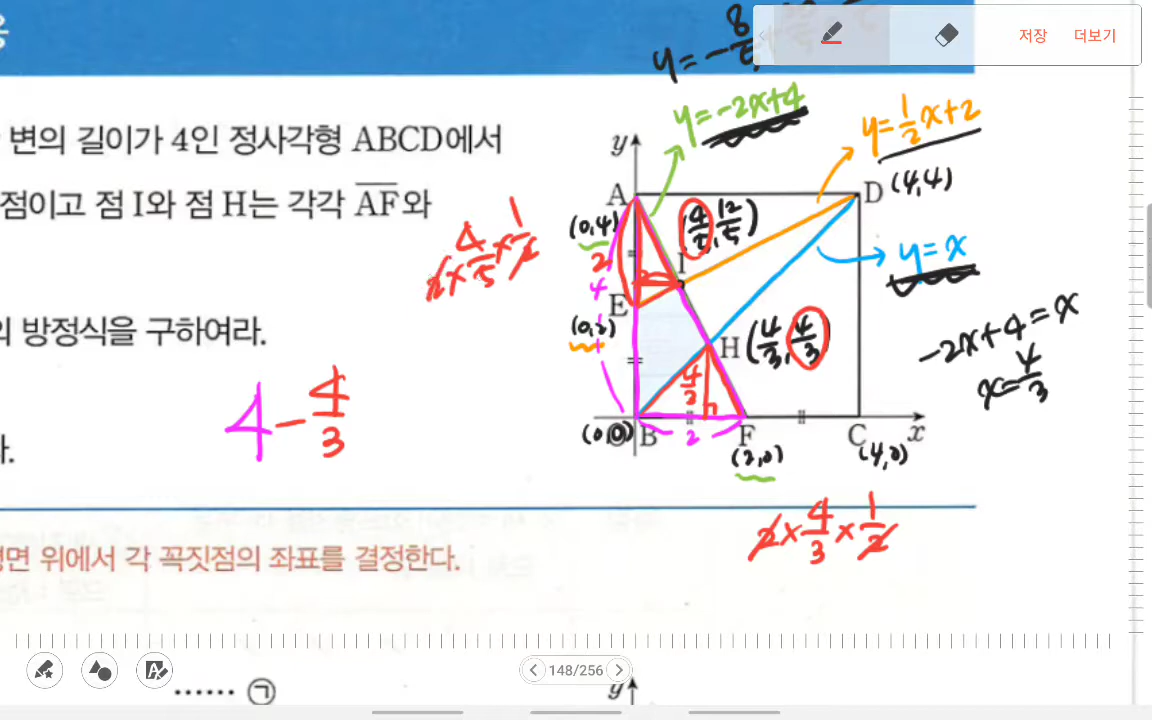 y=-8/5
저장 더보기
y=-2x+4
y=1/2x+2
변의 길이가 4인 정사각형 ABCD에서
y
A
D (4,4)
점이고 점 I와 점 H는 각각 AF와
(0,4)
(4/5, 12/5)
2×4/5×1/2
2
4
I
y=x
E
(0,2)
의 방정식을 구하여라.
H (4/3, 4/3)
-2x+4=x
x=4/3
4-4/3
4/3
(0,0) B
2
F
C
x
(2,0)
(4,0)
다.
2×4/3×1/2
평면 위에서 각 꼭짓점의 좌표를 결정한다.
148/256
…… ㉠
y